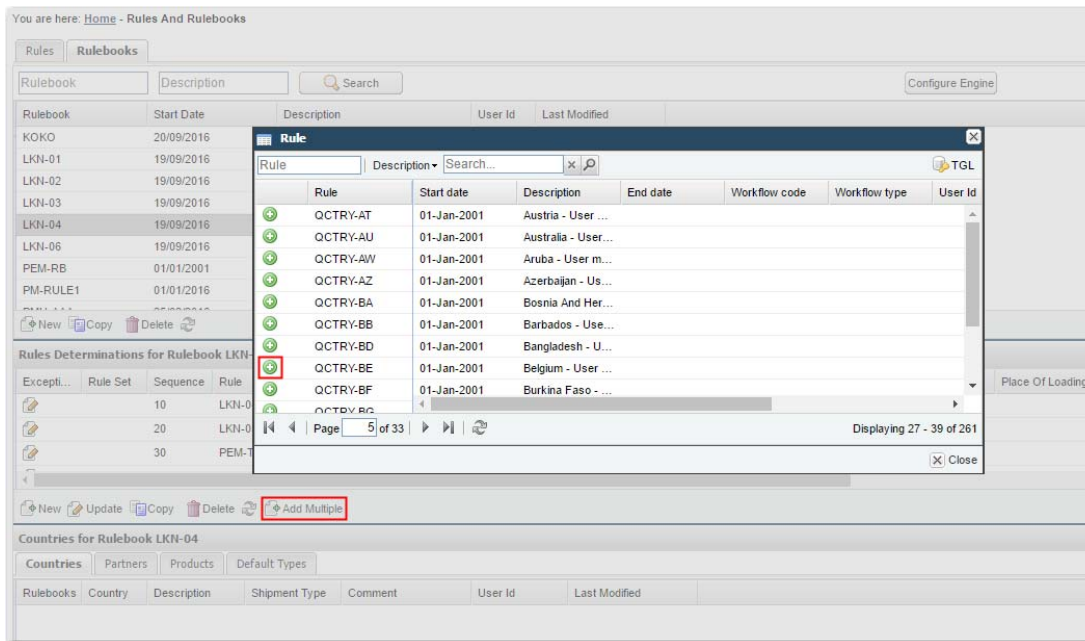 You are here: Home - Rules And Rulebooks
Rules Rulebooks
Rulebook Description Search Configure Engine
Rulebook Start Date Description User Id Last Modified
KOKO 20/09/2016
LKN-01 19/09/2016
LKN-02 19/09/2016
LKN-03 19/09/2016
LKN-04 19/09/2016
LKN-06 19/09/2016
PEM-RB 01/01/2001
PM-RULE1 01/01/2016
New Copy Delete
Rule
Rule Description Search... TGL
Rule Start date Description End date Workflow code Workflow type User Id
QCTRY-AT 01-Jan-2001 Austria - User ...
QCTRY-AU 01-Jan-2001 Australia - User...
QCTRY-AW 01-Jan-2001 Aruba - User m...
QCTRY-AZ 01-Jan-2001 Azerbaijan - Us...
QCTRY-BA 01-Jan-2001 Bosnia And Her...
QCTRY-BB 01-Jan-2001 Barbados - Use...
QCTRY-BD 01-Jan-2001 Bangladesh - U...
QCTRY-BE 01-Jan-2001 Belgium - User ...
QCTRY-BF 01-Jan-2001 Burkina Faso - ...
QCTRY-BG
Page 5 of 33 Displaying 27 - 39 of 261
Close
Rules Determinations for Rulebook LKN-
Excepti... Rule Set Sequence Rule Place Of Loading
10 LKN-0
20 LKN-0
30 PEM-T
New Update Copy Delete Add Multiple
Countries for Rulebook LKN-04
Countries Partners Products Default Types
Rulebooks Country Description Shipment Type Comment User Id Last Modified